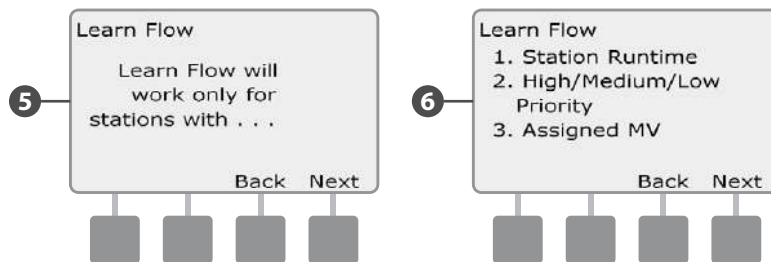 5
Learn Flow
Learn Flow will
work only for
stations with . . .
Back Next
6
Learn Flow
1. Station Runtime
2. High/Medium/Low
Priority
3. Assigned MV
Back Next